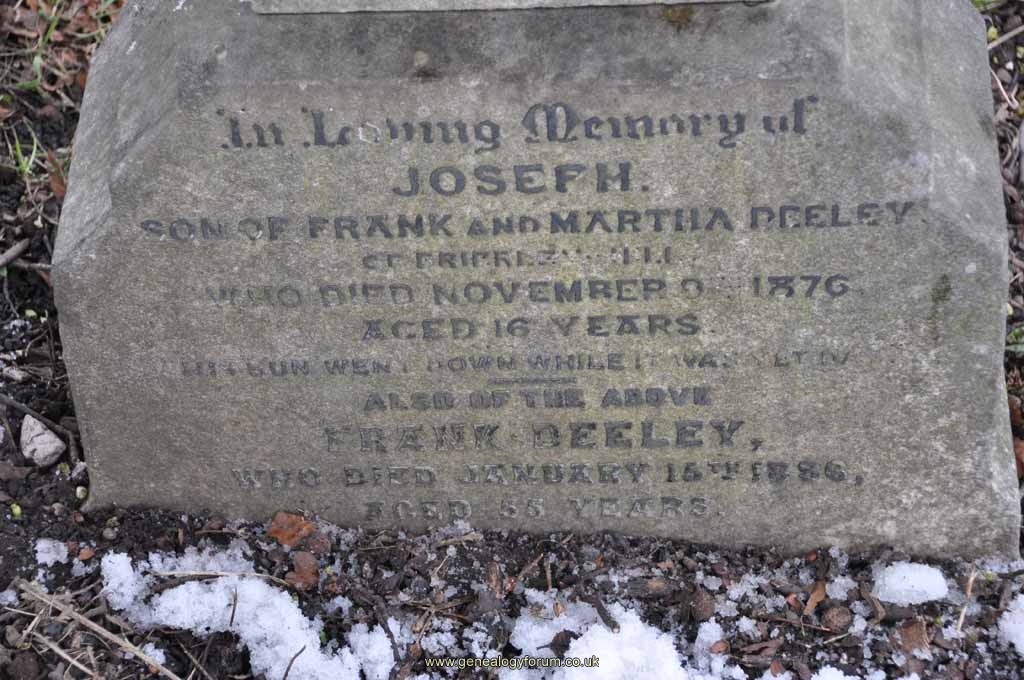 In Loving Memory of
JOSEPH.
SON OF FRANK AND MARTHA DEELEY.
OF
WHO DIED NOVEMBER 9 1876.
AGED 16 YEARS.
HIS SUN WENT DOWN WHILE IT WAS YET DAY
ALSO OF THE ABOVE
FRANK DEELEY,
WHO DIED JANUARY 15TH 1886,
AGED 55 YEARS.
www.genealogyforum.co.uk